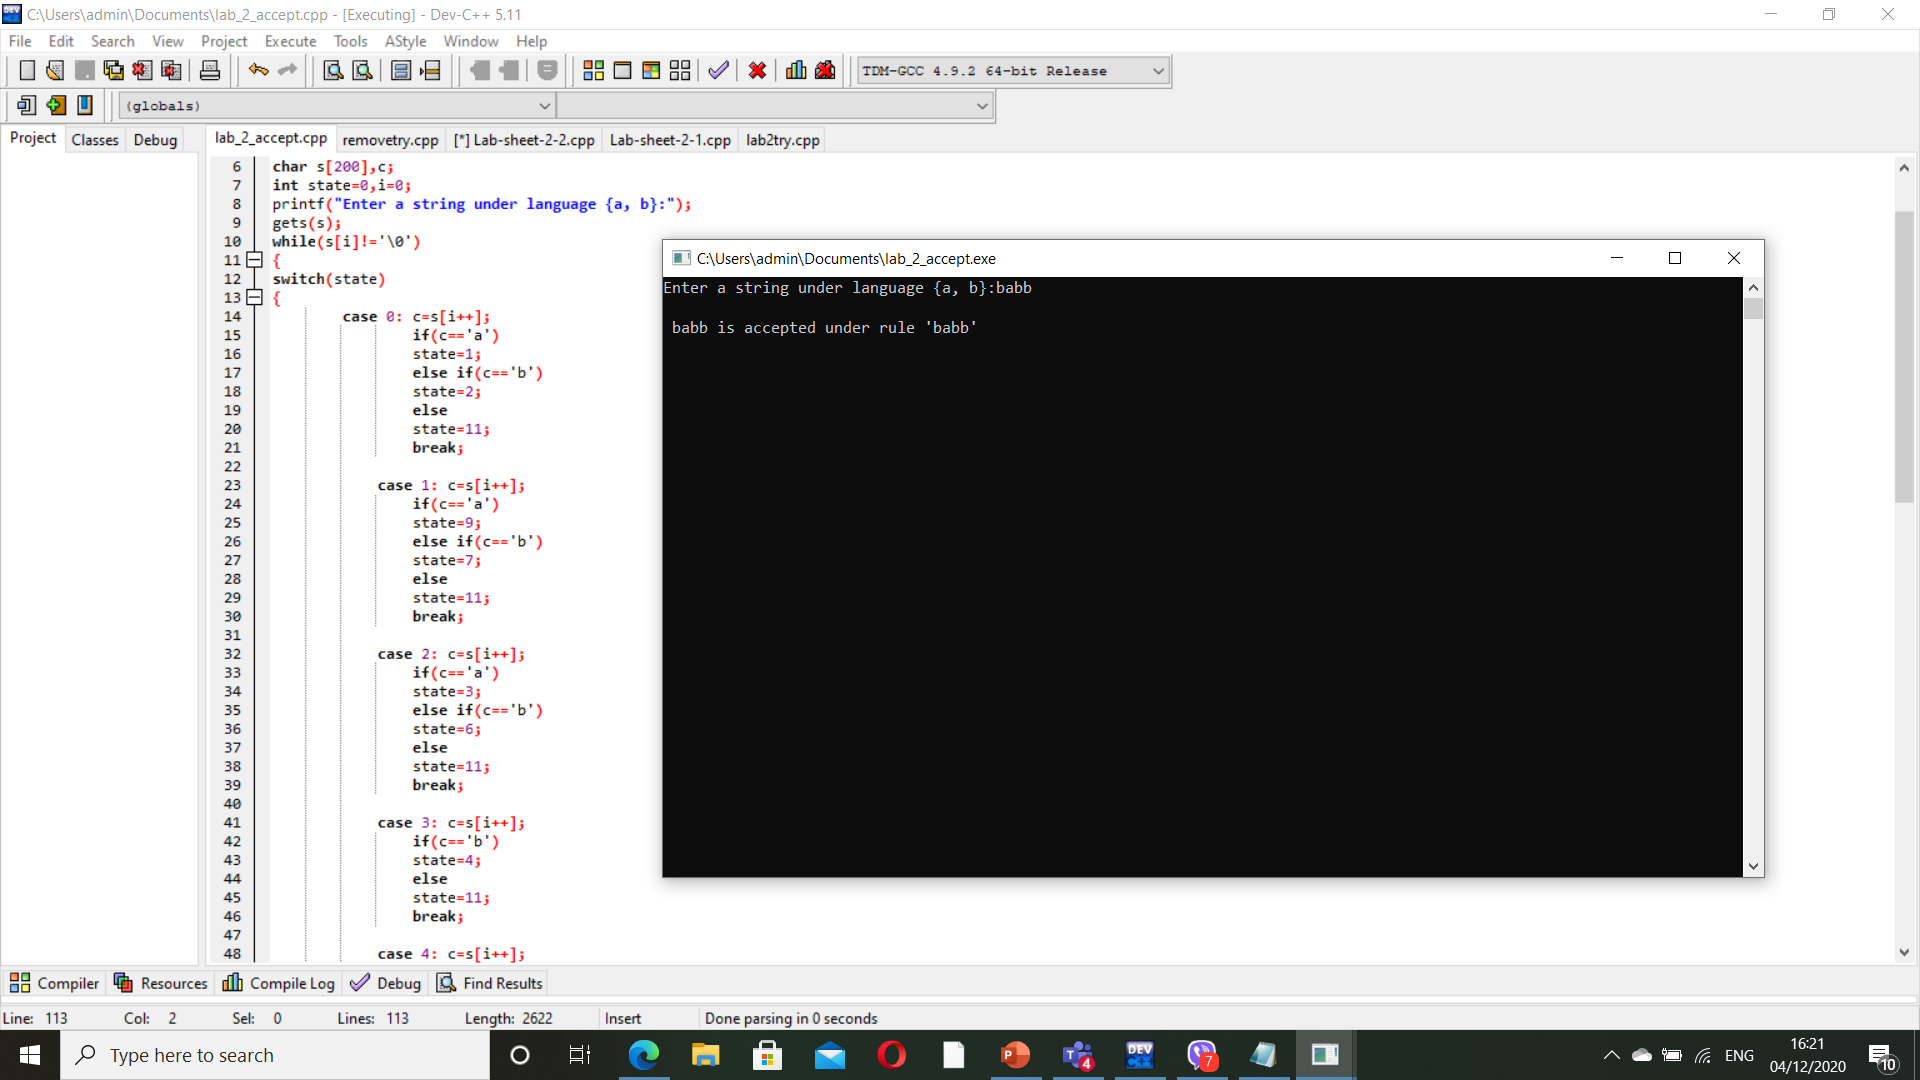 C:\Users\admin\Documents\lab_2_accept.cpp - [Executing] - Dev-C++ 5.11
File Edit Search View Project Execute Tools AStyle Window Help
TDM-GCC 4.9.2 64-bit Release
(globals)
Project Classes Debug
lab_2_accept.cpp removetry.cpp [*] Lab-sheet-2-2.cpp Lab-sheet-2-1.cpp lab2try.cpp
6 char s[200],c;
7 int state=0,i=0;
8 printf("Enter a string under language {a, b}:");
9 gets(s);
10 while(s[i]!='\0')
11 {
12 switch(state)
13 {
14 case 0: c=s[i++];
15 if(c=='a')
16 state=1;
17 else if(c=='b')
18 state=2;
19 else
20 state=11;
21 break;
22
23 case 1: c=s[i++];
24 if(c=='a')
25 state=9;
26 else if(c=='b')
27 state=7;
28 else
29 state=11;
30 break;
31
32 case 2: c=s[i++];
33 if(c=='a')
34 state=3;
35 else if(c=='b')
36 state=6;
37 else
38 state=11;
39 break;
40
41 case 3: c=s[i++];
42 if(c=='b')
43 state=4;
44 else
45 state=11;
46 break;
47
48 case 4: c=s[i++];
C:\Users\admin\Documents\lab_2_accept.exe
Enter a string under language {a, b}:babb
babb is accepted under rule 'babb'
Compiler Resources Compile Log Debug Find Results
Line: 113 Col: 2 Sel: 0 Lines: 113 Length: 2622 Insert Done parsing in 0 seconds
Type here to search
4
DEV
C++
7
ENG
16:21
04/12/2020
10